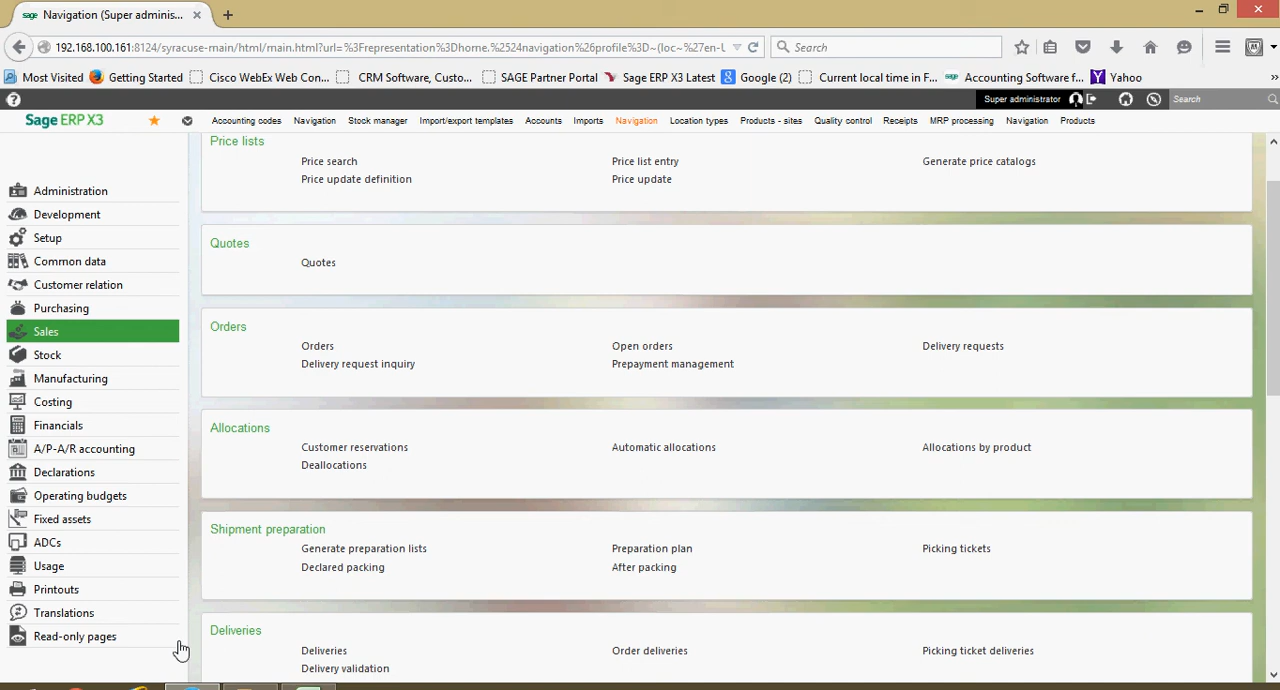 sage Navigation (Super adminis... × +
192.168.100.161:8124/syracuse-main/html/main.html?url=%3Frepresentation%3Dhome.%2524navigation%26profile%3D~(loc~%27en-U
Search
Most Visited Getting Started Cisco WebEx Web Con... CRM Software, Custo... SAGE Partner Portal Sage ERP X3 Latest Google (2) Current local time in F... Accounting Software f... Yahoo »
? Super administrator Search
Sage ERP X3 Accounting codes Navigation Stock manager Import/export templates Accounts Imports Navigation Location types Products - sites Quality control Receipts MRP processing Navigation Products
Administration
Development
Setup
Common data
Customer relation
Purchasing
Sales
Stock
Manufacturing
Costing
Financials
A/P-A/R accounting
Declarations
Operating budgets
Fixed assets
ADCs
Usage
Printouts
Translations
Read-only pages
Price lists
Price search Price list entry Generate price catalogs
Price update definition Price update
Quotes
Quotes
Orders
Orders Open orders Delivery requests
Delivery request inquiry Prepayment management
Allocations
Customer reservations Automatic allocations Allocations by product
Deallocations
Shipment preparation
Generate preparation lists Preparation plan Picking tickets
Declared packing After packing
Deliveries
Deliveries Order deliveries Picking ticket deliveries
Delivery validation